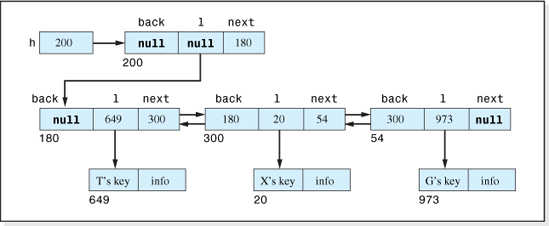 back l next
h 200 null null 180
200
back l next back l next back l next
null 649 300 180 20 54 300 973 null
180 300 54
T's key info X's key info G's key info
649 20 973